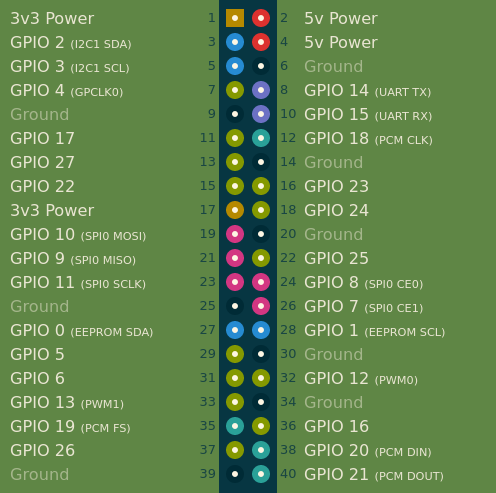 3v3 Power 1 2 5v Power
GPIO 2 (I2C1 SDA) 3 4 5v Power
GPIO 3 (I2C1 SCL) 5 6 Ground
GPIO 4 (GPCLK0) 7 8 GPIO 14 (UART TX)
Ground 9 10 GPIO 15 (UART RX)
GPIO 17 11 12 GPIO 18 (PCM CLK)
GPIO 27 13 14 Ground
GPIO 22 15 16 GPIO 23
3v3 Power 17 18 GPIO 24
GPIO 10 (SPI0 MOSI) 19 20 Ground
GPIO 9 (SPI0 MISO) 21 22 GPIO 25
GPIO 11 (SPI0 SCLK) 23 24 GPIO 8 (SPI0 CE0)
Ground 25 26 GPIO 7 (SPI0 CE1)
GPIO 0 (EEPROM SDA) 27 28 GPIO 1 (EEPROM SCL)
GPIO 5 29 30 Ground
GPIO 6 31 32 GPIO 12 (PWM0)
GPIO 13 (PWM1) 33 34 Ground
GPIO 19 (PCM FS) 35 36 GPIO 16
GPIO 26 37 38 GPIO 20 (PCM DIN)
Ground 39 40 GPIO 21 (PCM DOUT)